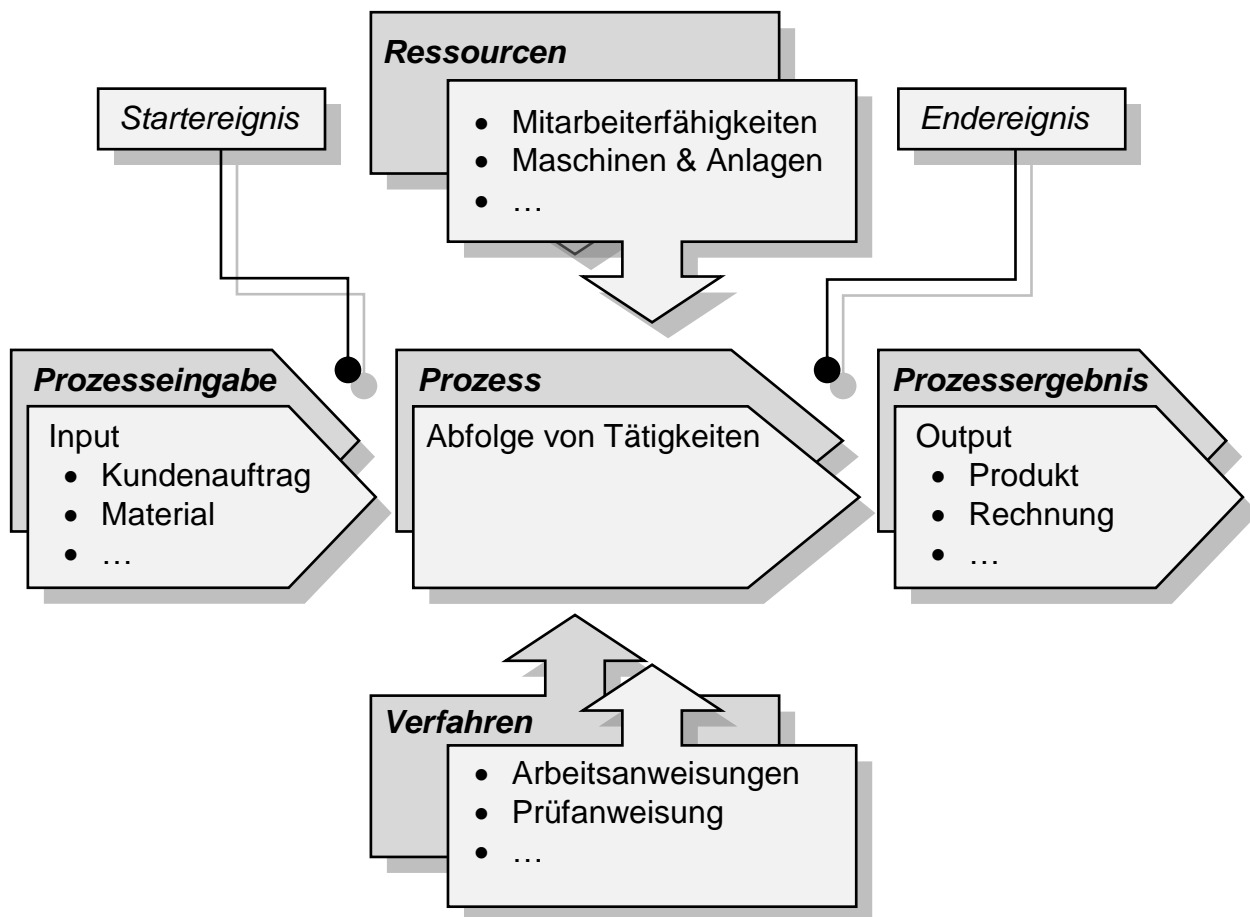 Ressourcen
• Mitarbeiterfähigkeiten
• Maschinen & Anlagen
• …
Startereignis
Endereignis
Prozesseingabe
Input
• Kundenauftrag
• Material
• …
Prozess
Abfolge von Tätigkeiten
Prozessergebnis
Output
• Produkt
• Rechnung
• …
Verfahren
• Arbeitsanweisungen
• Prüfanweisung
• …